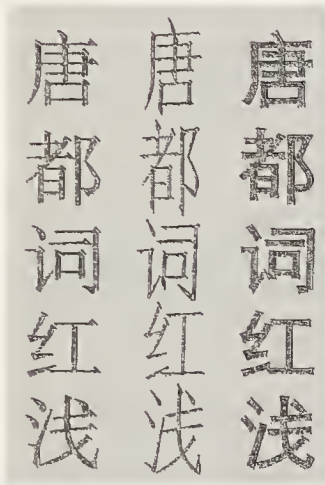 唐 唐 唐
都 都 都
词 词 词
红 红 红
浅 浅 浅